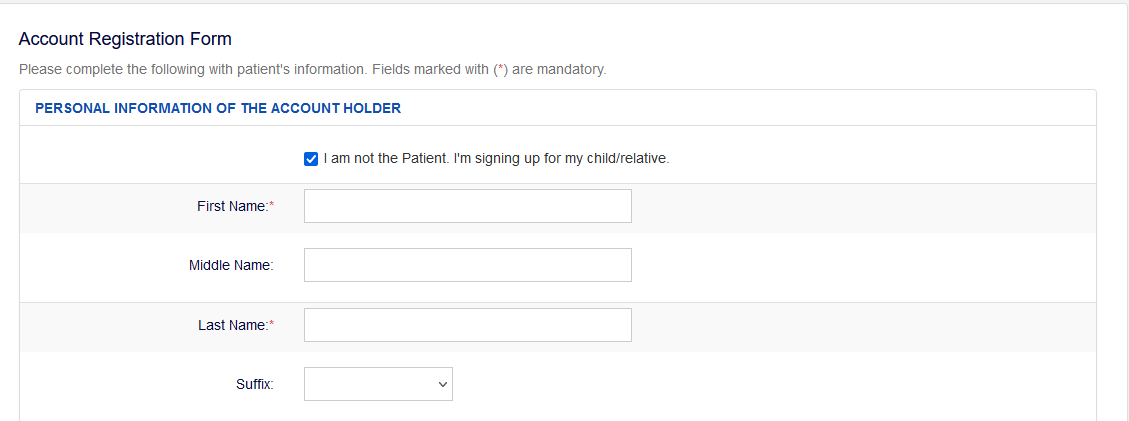 Account Registration Form
Please complete the following with patient's information. Fields marked with (*) are mandatory.
PERSONAL INFORMATION OF THE ACCOUNT HOLDER
I am not the Patient. I'm signing up for my child/relative.
First Name:*
Middle Name:
Last Name:*
Suffix: